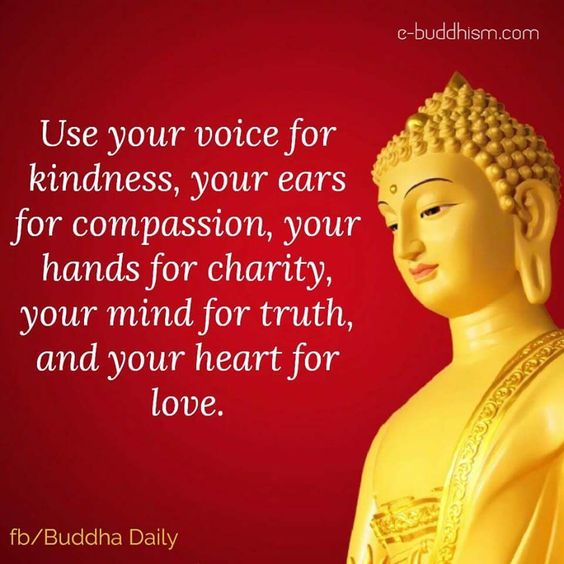 e-buddhism.com
Use your voice for
kindness, your ears
for compassion, your
hands for charity,
your mind for truth,
and your heart for
love.
fb/Buddha Daily